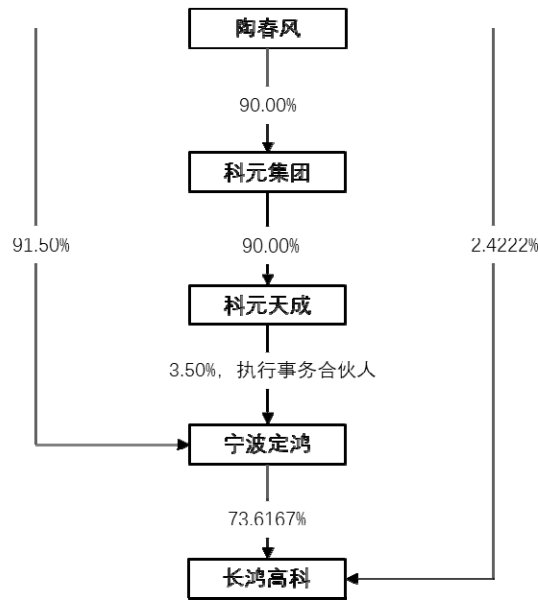 陶春风
90.00%
科元集团
91.50%
90.00%
2.4222%
科元天成
3.50%，执行事务合伙人
宁波定鸿
73.6167%
长鸿高科